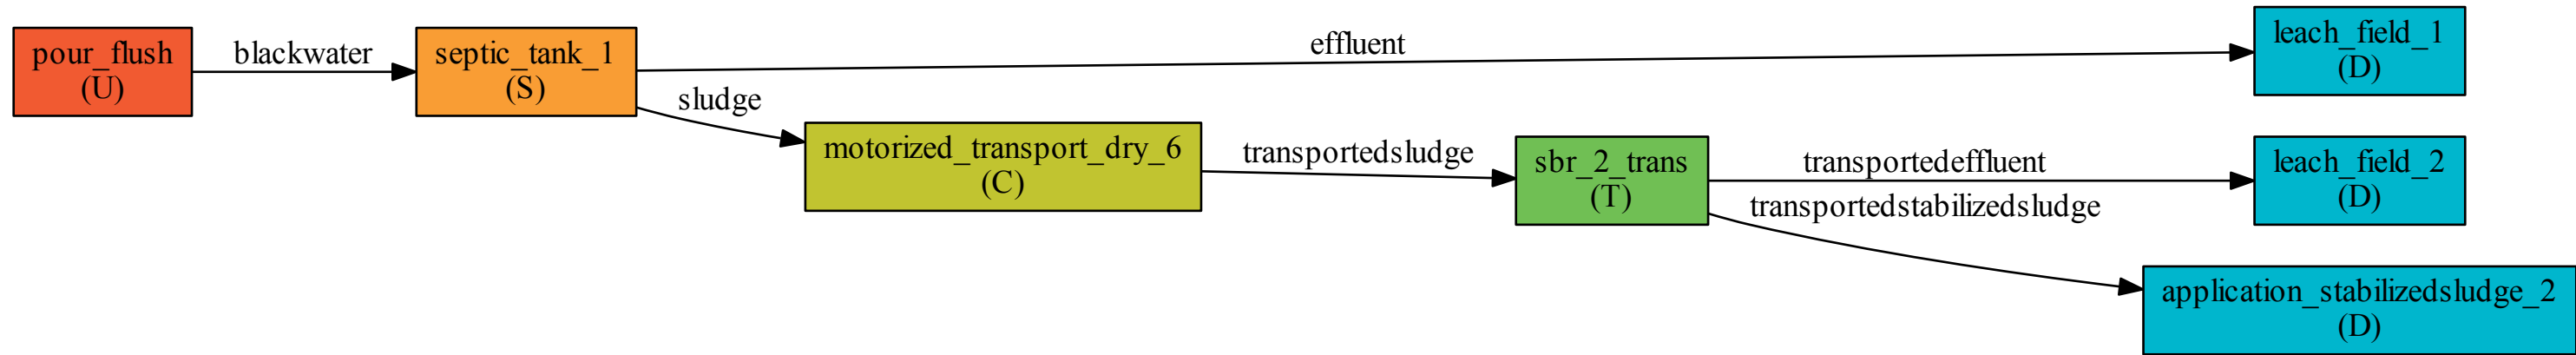 pour_flush
(U)
blackwater
septic_tank_1
(S)
effluent
leach_field_1
(D)
sludge
motorized_transport_dry_6
(C)
transportedsludge
sbr_2_trans
(T)
transportedeffluent
leach_field_2
(D)
transportedstabilizedsludge
application_stabilizedsludge_2
(D)